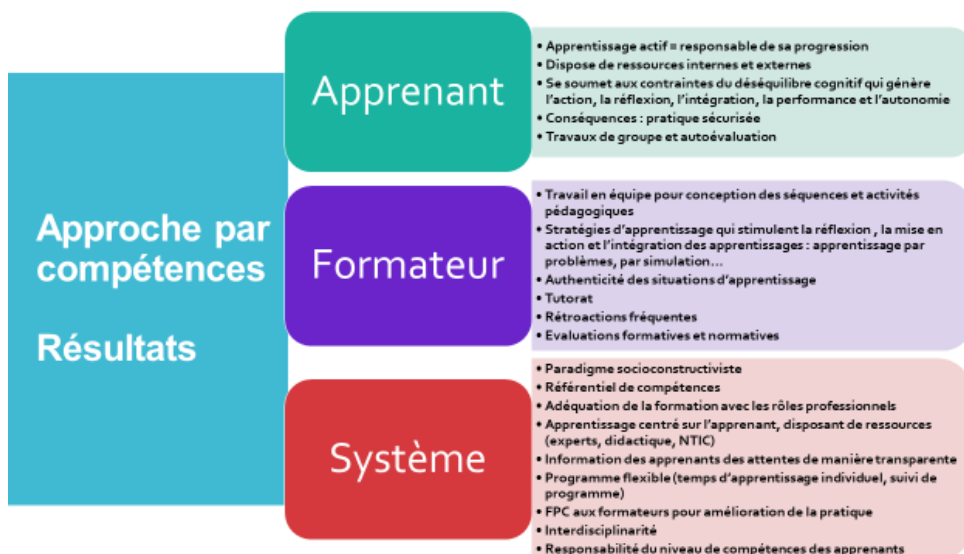 Approche par
compétences
Résultats
Apprenant
• Apprentissage actif = responsable de sa progression
• Dispose de ressources internes et externes
• Se soumet aux contraintes du déséquilibre cognitif qui génère
l'action, la réflexion, l'intégration, la performance et l'autonomie
• Conséquences : pratique sécurisée
• Travaux de groupe et autoévaluation
Formateur
• Travail en équipe pour conception des séquences et activités
pédagogiques
• Stratégies d'apprentissage qui stimulent la réflexion , la mise en
action et l'intégration des apprentissages : apprentissage par
problèmes, par simulation…
• Authenticité des situations d'apprentissage
• Tutorat
• Rétroactions fréquentes
• Evaluations formatives et normatives
Système
• Paradigme socioconstructiviste
• Référentiel de compétences
• Adéquation de la formation avec les rôles professionnels
• Apprentissage centré sur l'apprenant, disposant de ressources
(experts, didactique, NTIC)
• Information des apprenants des attentes de manière transparente
• Programme flexible (temps d'apprentissage individuel, suivi de
programme)
• FPC aux formateurs pour amélioration de la pratique
• Interdisciplinarité
• Responsabilité du niveau de compétences des apprenants